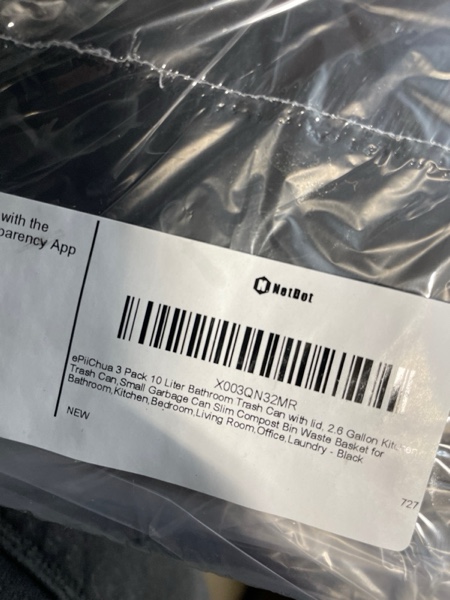 with the
parency App
NetDot
X003QN32MR
ePiiChua 3 Pack 10 Liter Bathroom Trash Can with lid, 2.6 Gallon Kitchen
Trash Can,Small Garbage Can Slim Compost Bin Waste Basket for
Bathroom,Kitchen,Bedroom,Living Room,Office,Laundry - Black
NEW
727